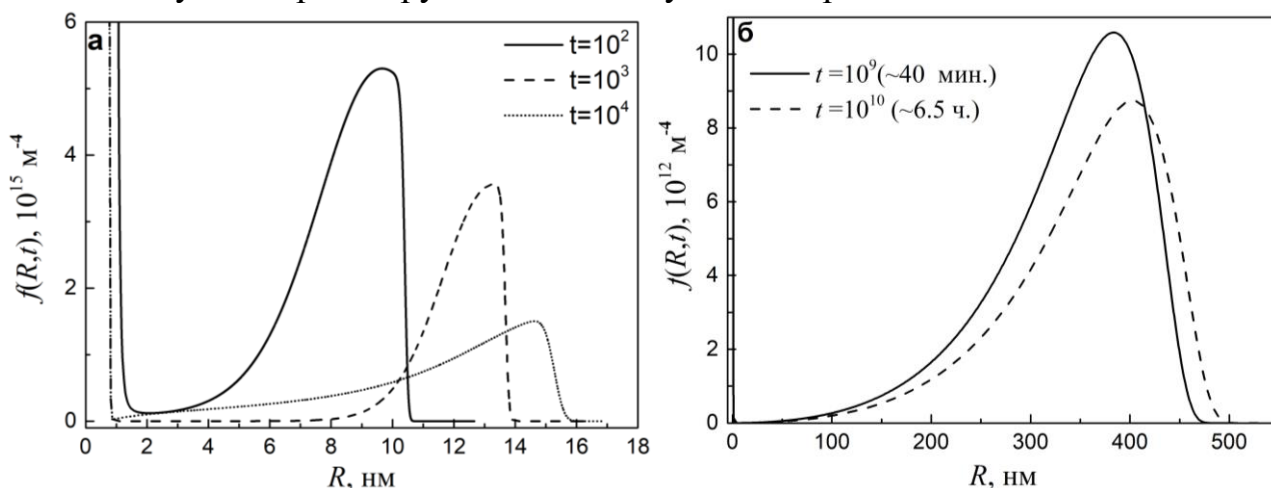 а
t=10²
t=10³
t=10⁴
f(R,t), 10¹⁵ м⁻⁴
6
4
2
0
0 2 4 6 8 10 12 14 16 18
R, нм
б
t =10⁹(~40 мин.)
t =10¹⁰ (~6.5 ч.)
f(R,t), 10¹² м⁻⁴
10
8
6
4
2
0
0 100 200 300 400 500
R, нм